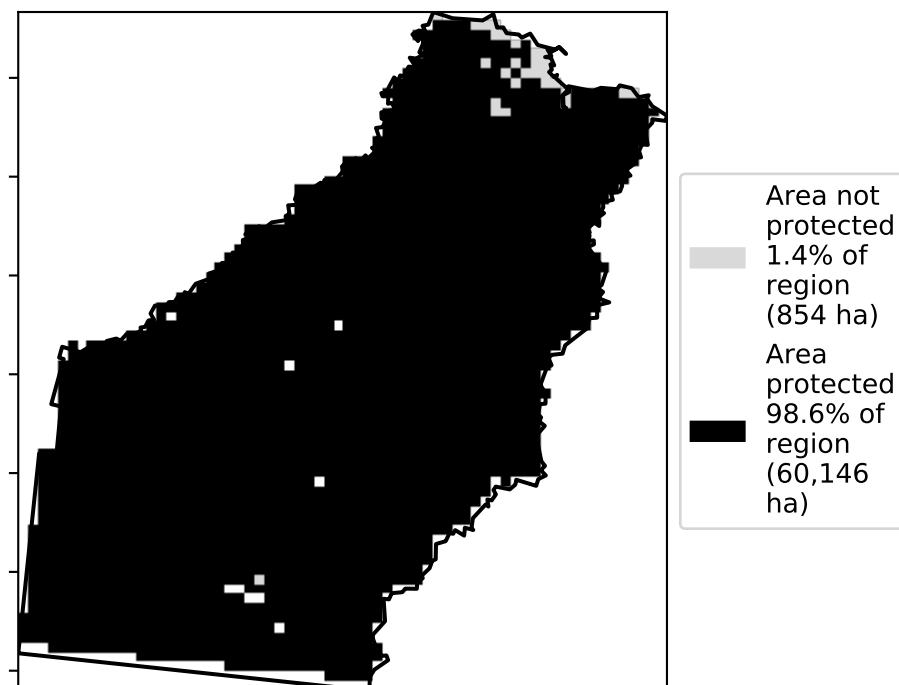 Area not
protected
1.4% of
region
(854 ha)
Area
protected
98.6% of
region
(60,146
ha)